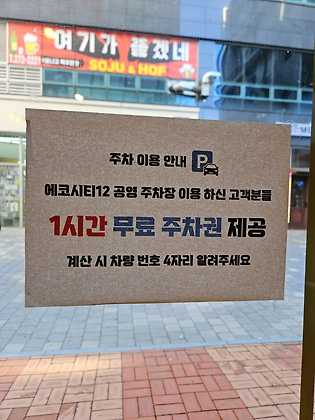 여기가 좋겠네
SOJU & HOF
주차 이용 안내 P
에코시티12 공영 주차장 이용 하신 고객분들
1시간 무료 주차권 제공
계산 시 차량 번호 4자리 알려주세요